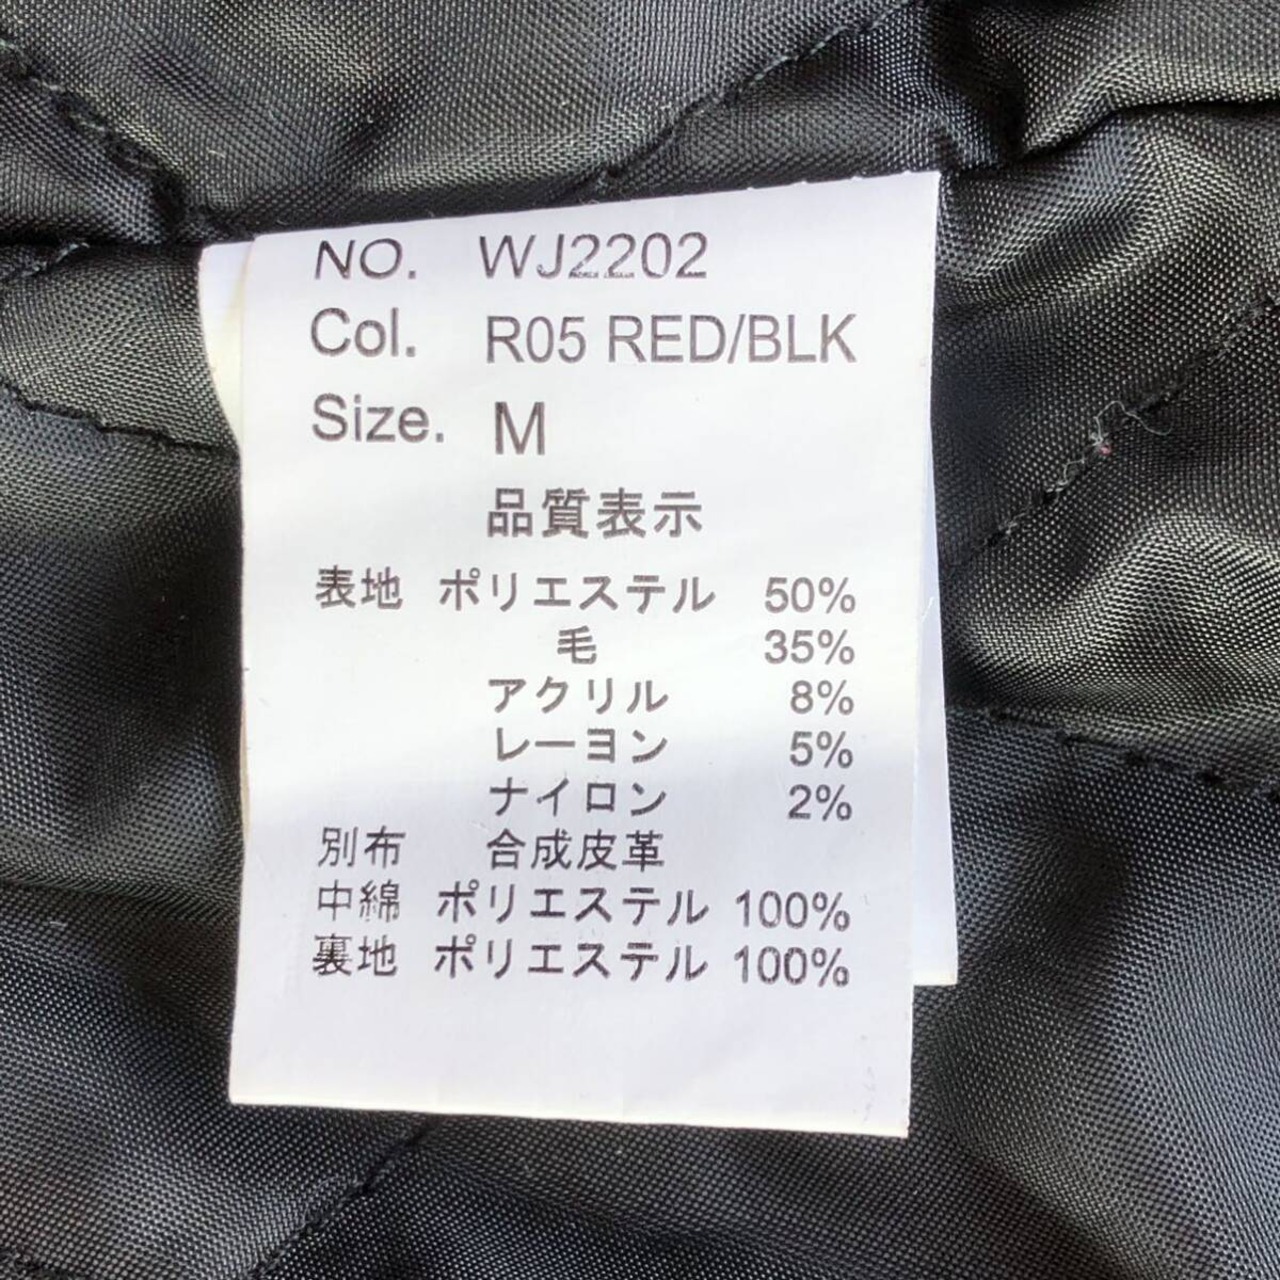 NO. WJ2202
Col. R05 RED/BLK
Size. M
品質表示
表地 ポリエステル 50%
毛 35%
アクリル 8%
レーヨン 5%
ナイロン 2%
別布 合成皮革
中綿 ポリエステル 100%
裏地 ポリエステル 100%